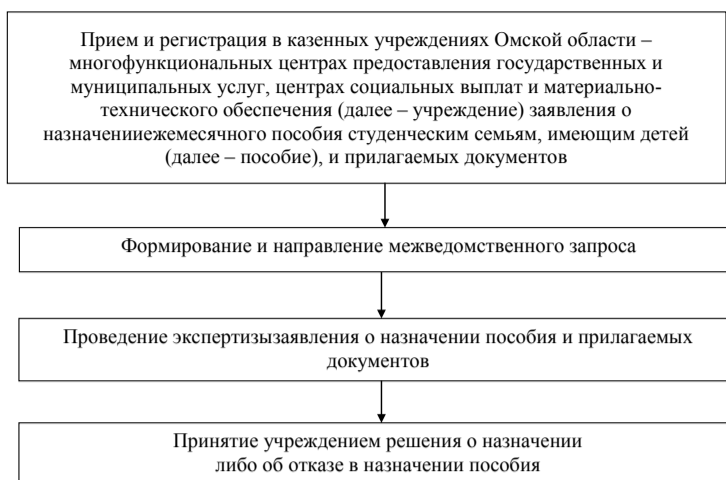 Прием и регистрация в казенных учреждениях Омской области –
многофункциональных центрах предоставления государственных и
муниципальных услуг, центрах социальных выплат и материально-
технического обеспечения (далее – учреждение) заявления о
назначенииежемесячного пособия студенческим семьям, имеющим детей
(далее – пособие), и прилагаемых документов
Формирование и направление межведомственного запроса
Проведение экспертизызаявления о назначении пособия и прилагаемых
документов
Принятие учреждением решения о назначении
либо об отказе в назначении пособия